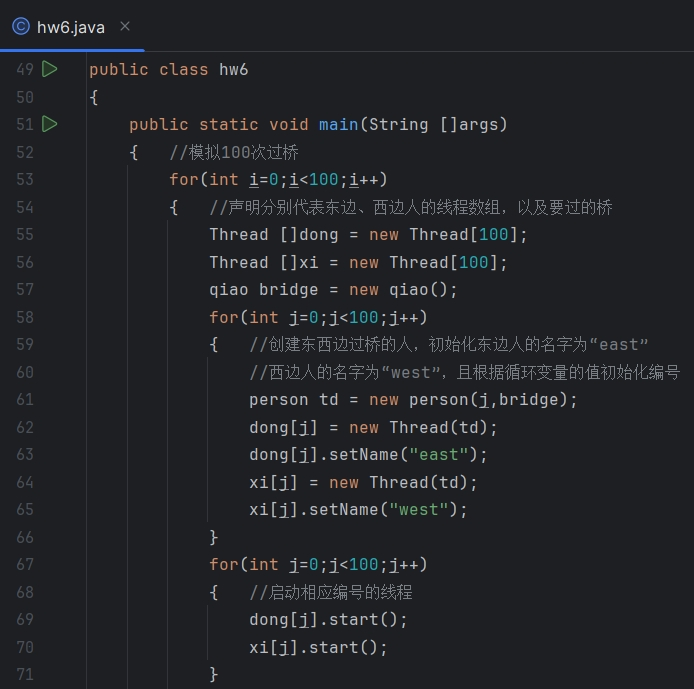 hw6.java
49 public class hw6
50 {
51 public static void main(String []args)
52 { //模拟100次过桥
53 for(int i=0;i<100;i++)
54 { //声明分别代表东边、西边人的线程数组，以及要过的桥
55 Thread []dong = new Thread[100];
56 Thread []xi = new Thread[100];
57 qiao bridge = new qiao();
58 for(int j=0;j<100;j++)
59 { //创建东西边过桥的人，初始化东边人的名字为“east”
60 //西边人的名字为“west”，且根据循环变量的值初始化编号
61 person td = new person(j,bridge);
62 dong[j] = new Thread(td);
63 dong[j].setName("east");
64 xi[j] = new Thread(td);
65 xi[j].setName("west");
66 }
67 for(int j=0;j<100;j++)
68 { //启动相应编号的线程
69 dong[j].start();
70 xi[j].start();
71 }